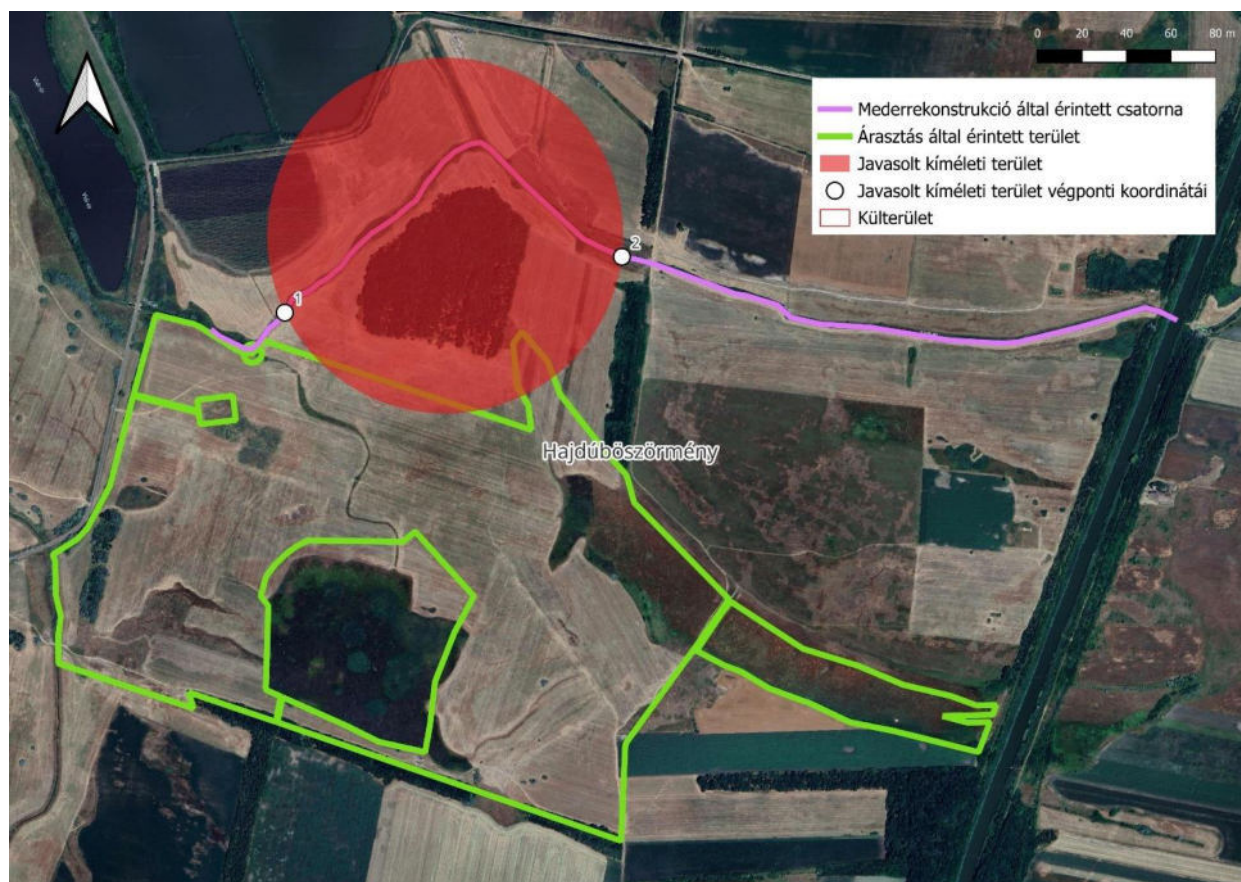 0 20 40 60 80 m
Mederrekonstrukció által érintett csatorna
Árasztás által érintett terület
Javasolt kíméleti terület
Javasolt kíméleti terület végponti koordinátái
Külterület
2
1
Hajdúböszörmény